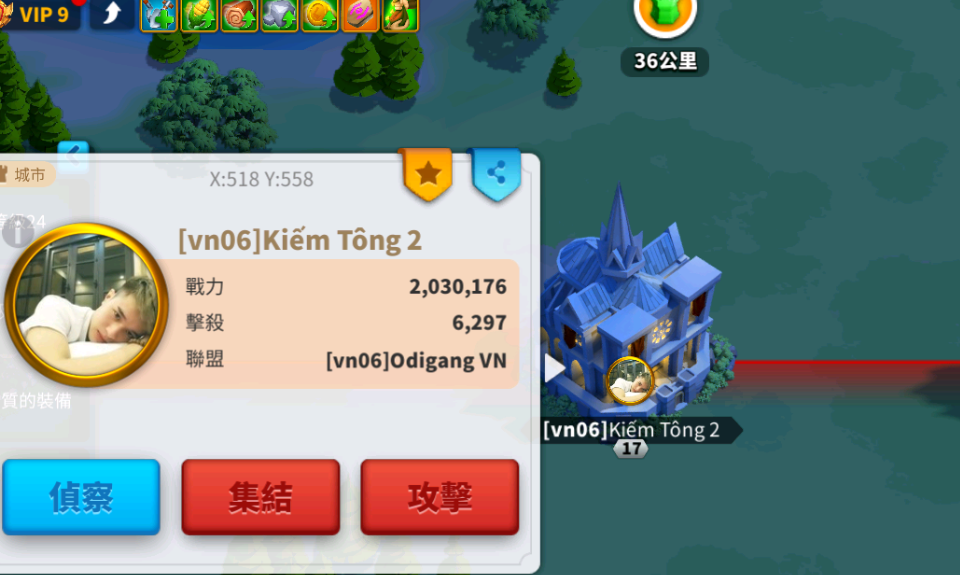 VIP 9
36公里
城市
X:518 Y:558
[vn06]Kiếm Tông 2
戰力 2,030,176
擊殺 6,297
聯盟 [vn06]Odigang VN
質的裝備
[vn06]Kiếm Tông 2
17
偵察
集結
攻擊